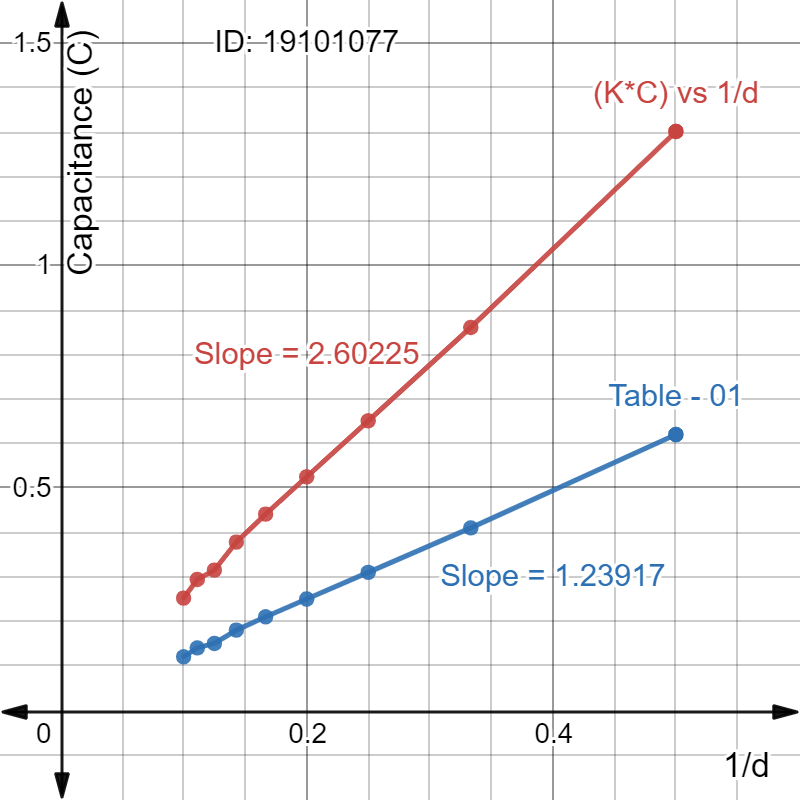 ID: 19101077
1.5
Capacitance (C)
(K*C) vs 1/d
1
Slope = 2.60225
Table - 01
0.5
Slope = 1.23917
0
0.2
0.4
1/d